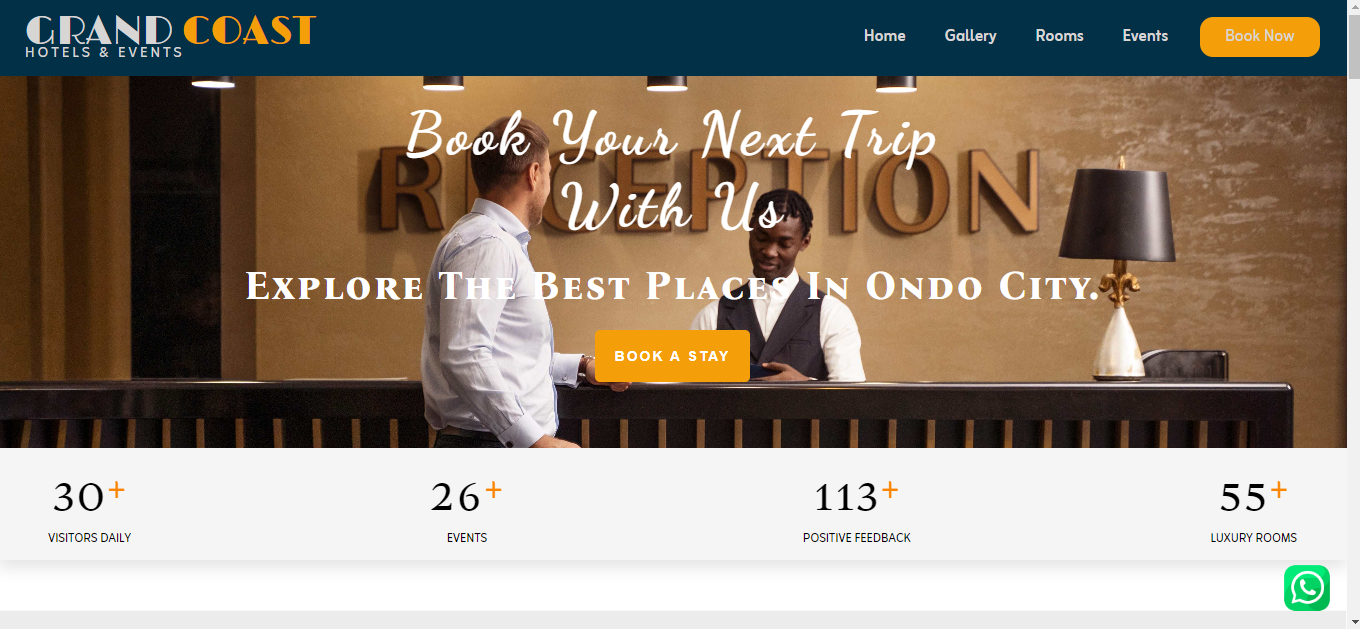 GRAND COAST
HOTELS & EVENTS
Home Gallery Rooms Events Book Now
RECEPTION
Book Your Next Trip
With Us
Explore The Best Places In Ondo City.
BOOK A STAY
30+ 26+ 113+ 55+
VISITORS DAILY EVENTS POSITIVE FEEDBACK LUXURY ROOMS